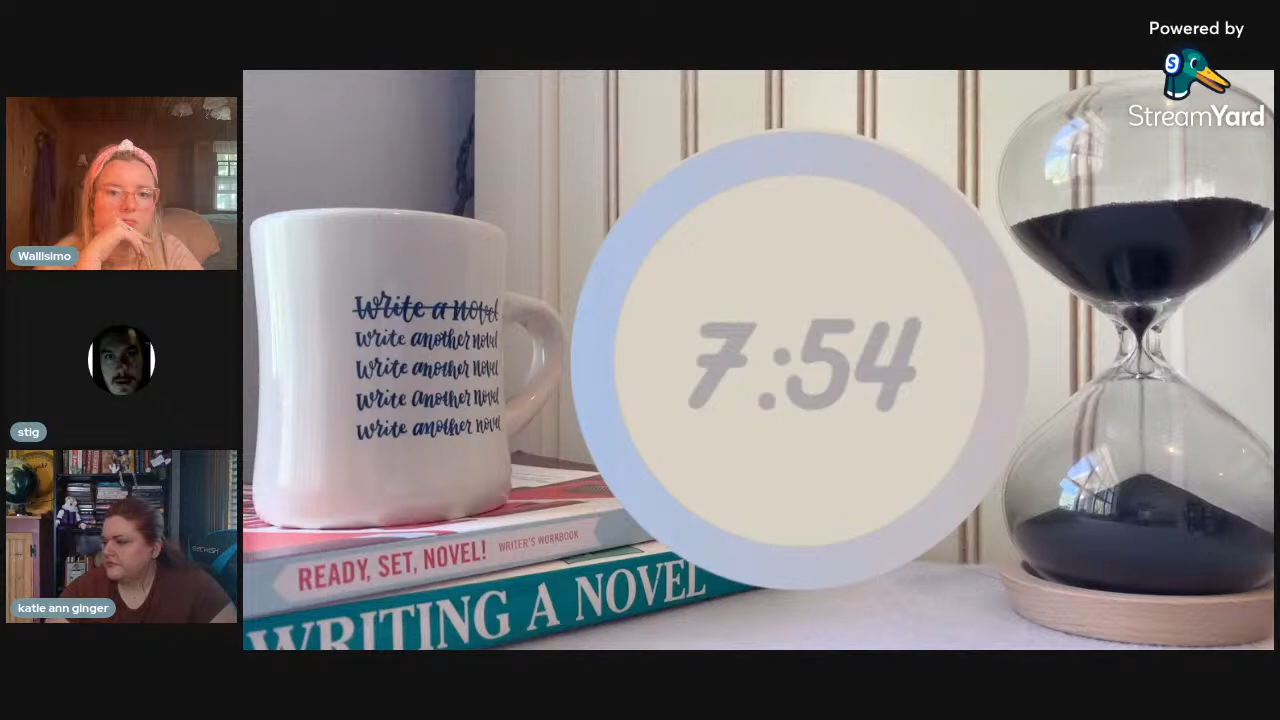 Powered by
StreamYard
Wallisimo
stig
katie ann ginger
write a novel
write another novel
write another novel
write another novel
write another novel
7:54
READY, SET, NOVEL! WRITER'S WORKBOOK
WRITING A NOVEL